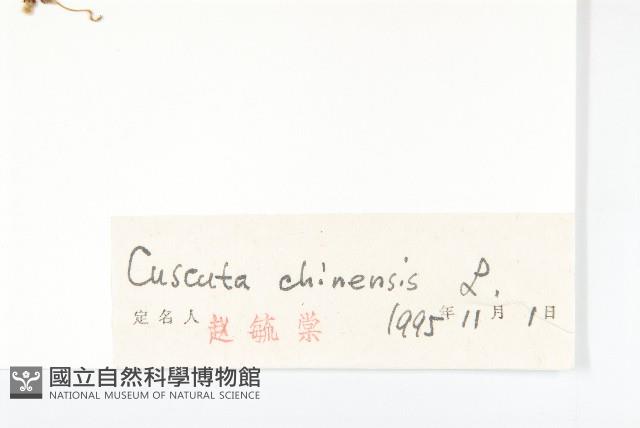 Cuscuta chinensis L.
定名人 赵毓棠 1995年11月1日
國立自然科學博物館
NATIONAL MUSEUM OF NATURAL SCIENCE